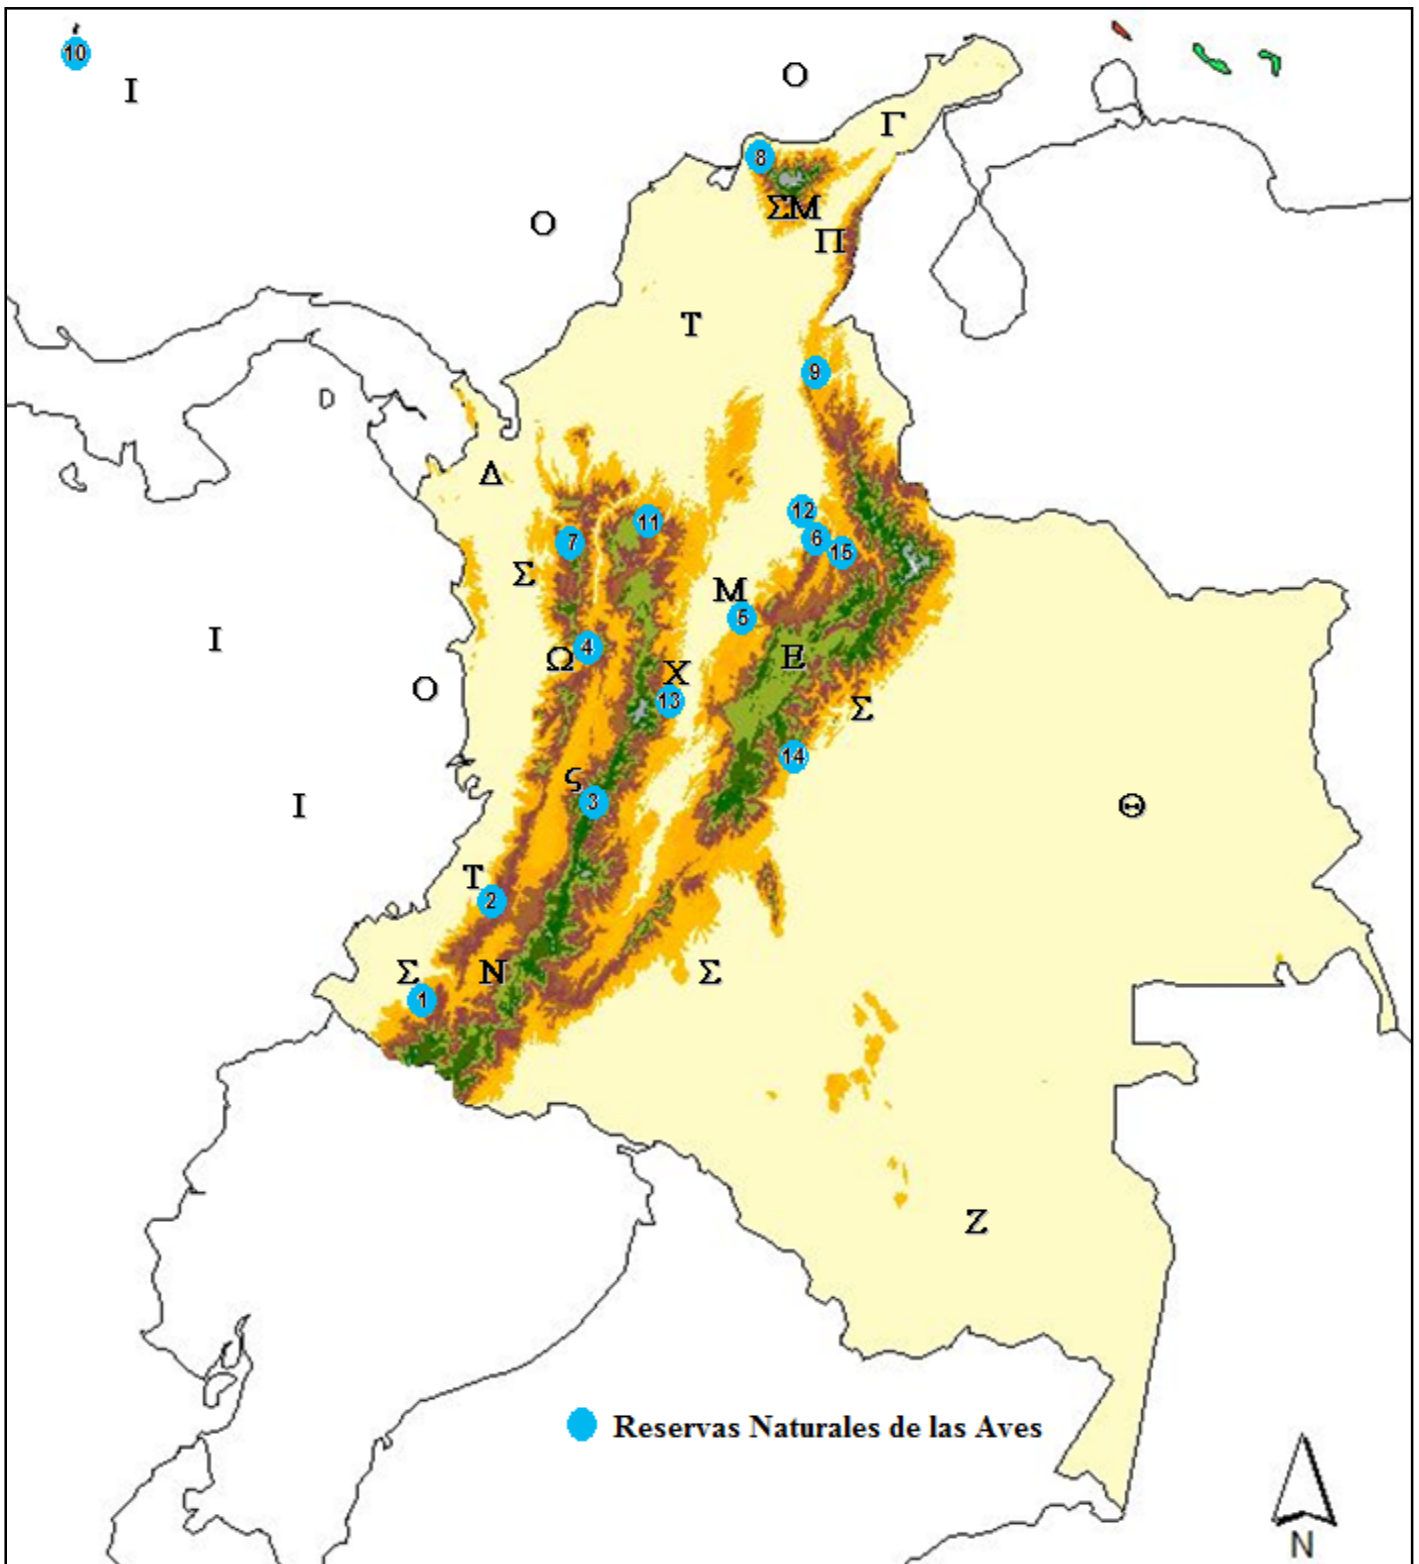 10
Ι
Ο
Γ
8
ΣΜ
Ο
Π
Τ
9
Δ
12
11
6
7
15
Σ
Μ
5
4
Ω
Ε
Χ
Ο
13
Σ
Ι
14
ς
3
Ι
Θ
Τ
2
Σ
Ν
Σ
1
Ζ
Reservas Naturales de las Aves
N